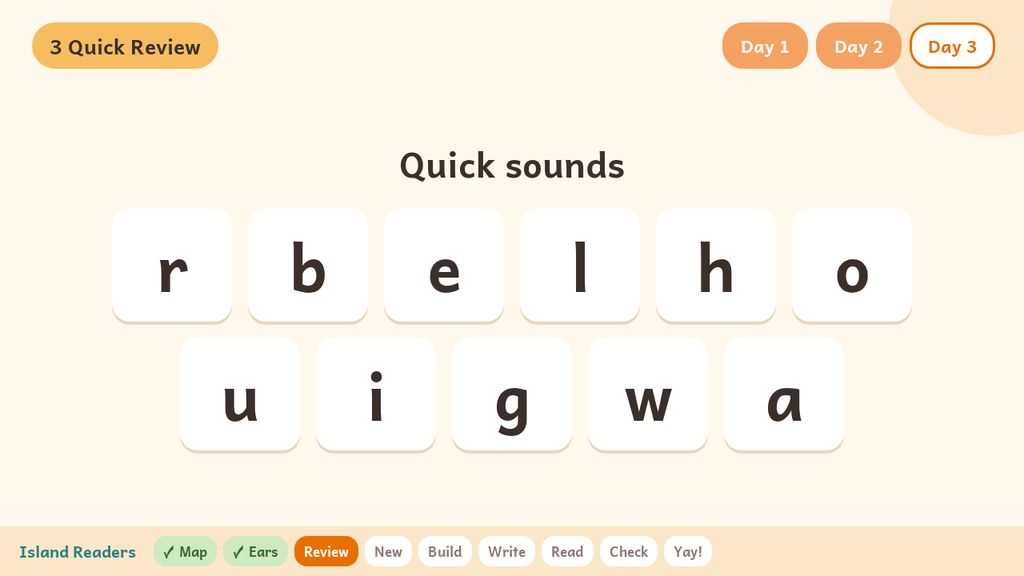 3 Quick Review
Day 1 Day 2 Day 3
Quick sounds
r b e l h o
u i g w a
Island Readers ✓ Map ✓ Ears Review New Build Write Read Check Yay!